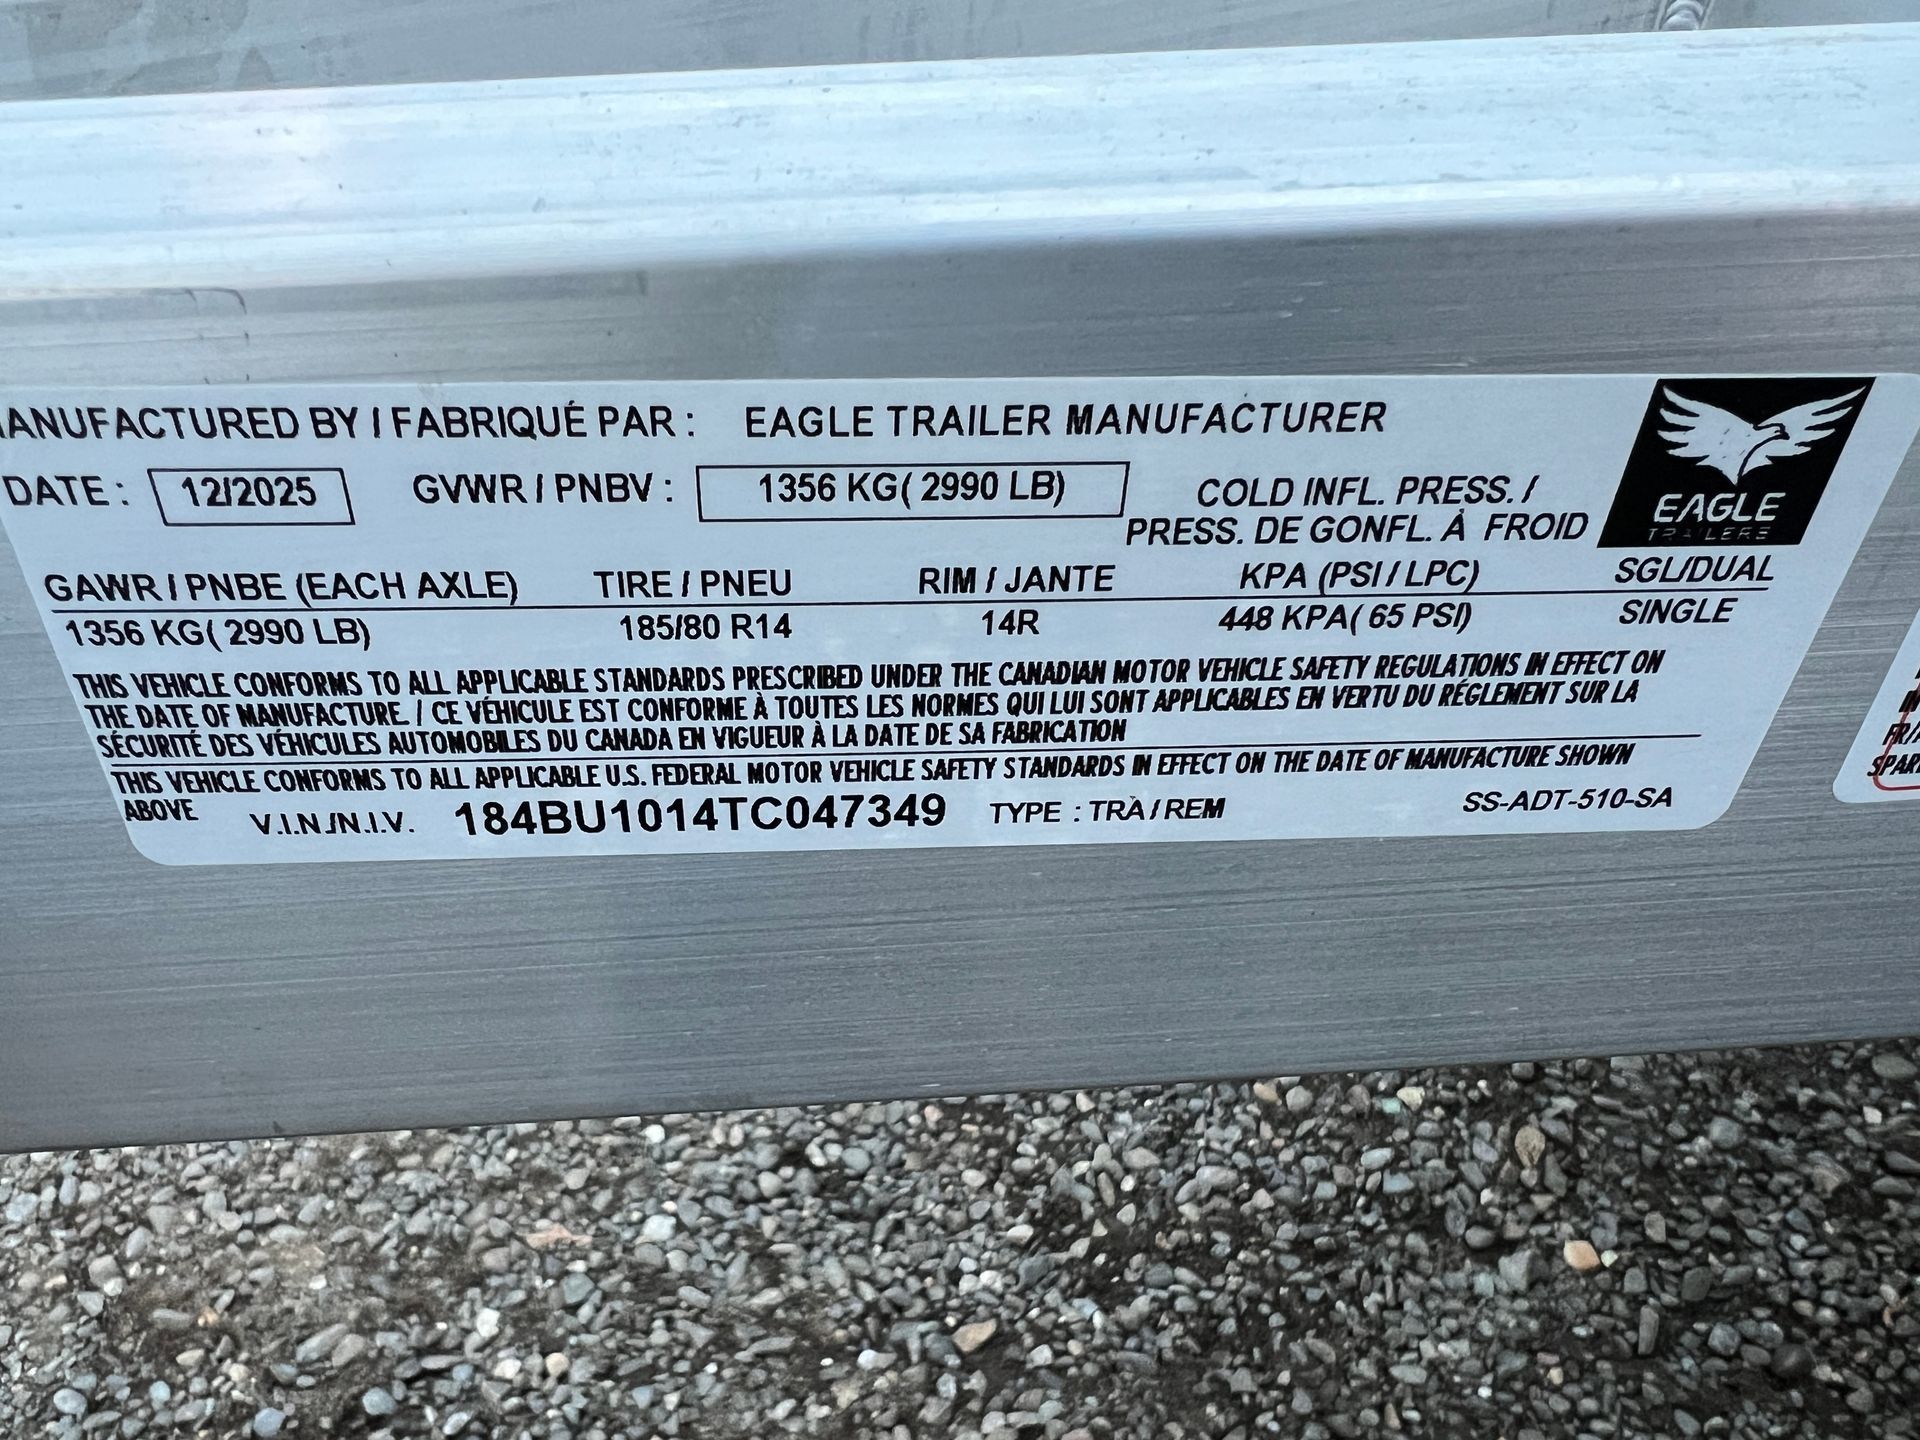 MANUFACTURED BY / FABRIQUÉ PAR : EAGLE TRAILER MANUFACTURER
DATE : 12/2025 GVWR / PNBV : 1356 KG( 2990 LB)
COLD INFL. PRESS. /
PRESS. DE GONFL. À FROID
EAGLE
TRAILERS
GAWR / PNBE (EACH AXLE) TIRE / PNEU RIM / JANTE KPA (PSI / LPC) SGL/DUAL
1356 KG( 2990 LB) 185/80 R14 14R 448 KPA( 65 PSI) SINGLE
THIS VEHICLE CONFORMS TO ALL APPLICABLE STANDARDS PRESCRIBED UNDER THE CANADIAN MOTOR VEHICLE SAFETY REGULATIONS IN EFFECT ON
THE DATE OF MANUFACTURE. / CE VÉHICULE EST CONFORME À TOUTES LES NORMES QUI LUI SONT APPLICABLES EN VERTU DU RÉGLEMENT SUR LA
SÉCURITÉ DES VÉHICULES AUTOMOBILES DU CANADA EN VIGUEUR À LA DATE DE SA FABRICATION
THIS VEHICLE CONFORMS TO ALL APPLICABLE U.S. FEDERAL MOTOR VEHICLE SAFETY STANDARDS IN EFFECT ON THE DATE OF MANUFACTURE SHOWN
ABOVE
V.I.N./N.I.V. 184BU1014TC047349 TYPE : TRA / REM SS-ADT-510-SA